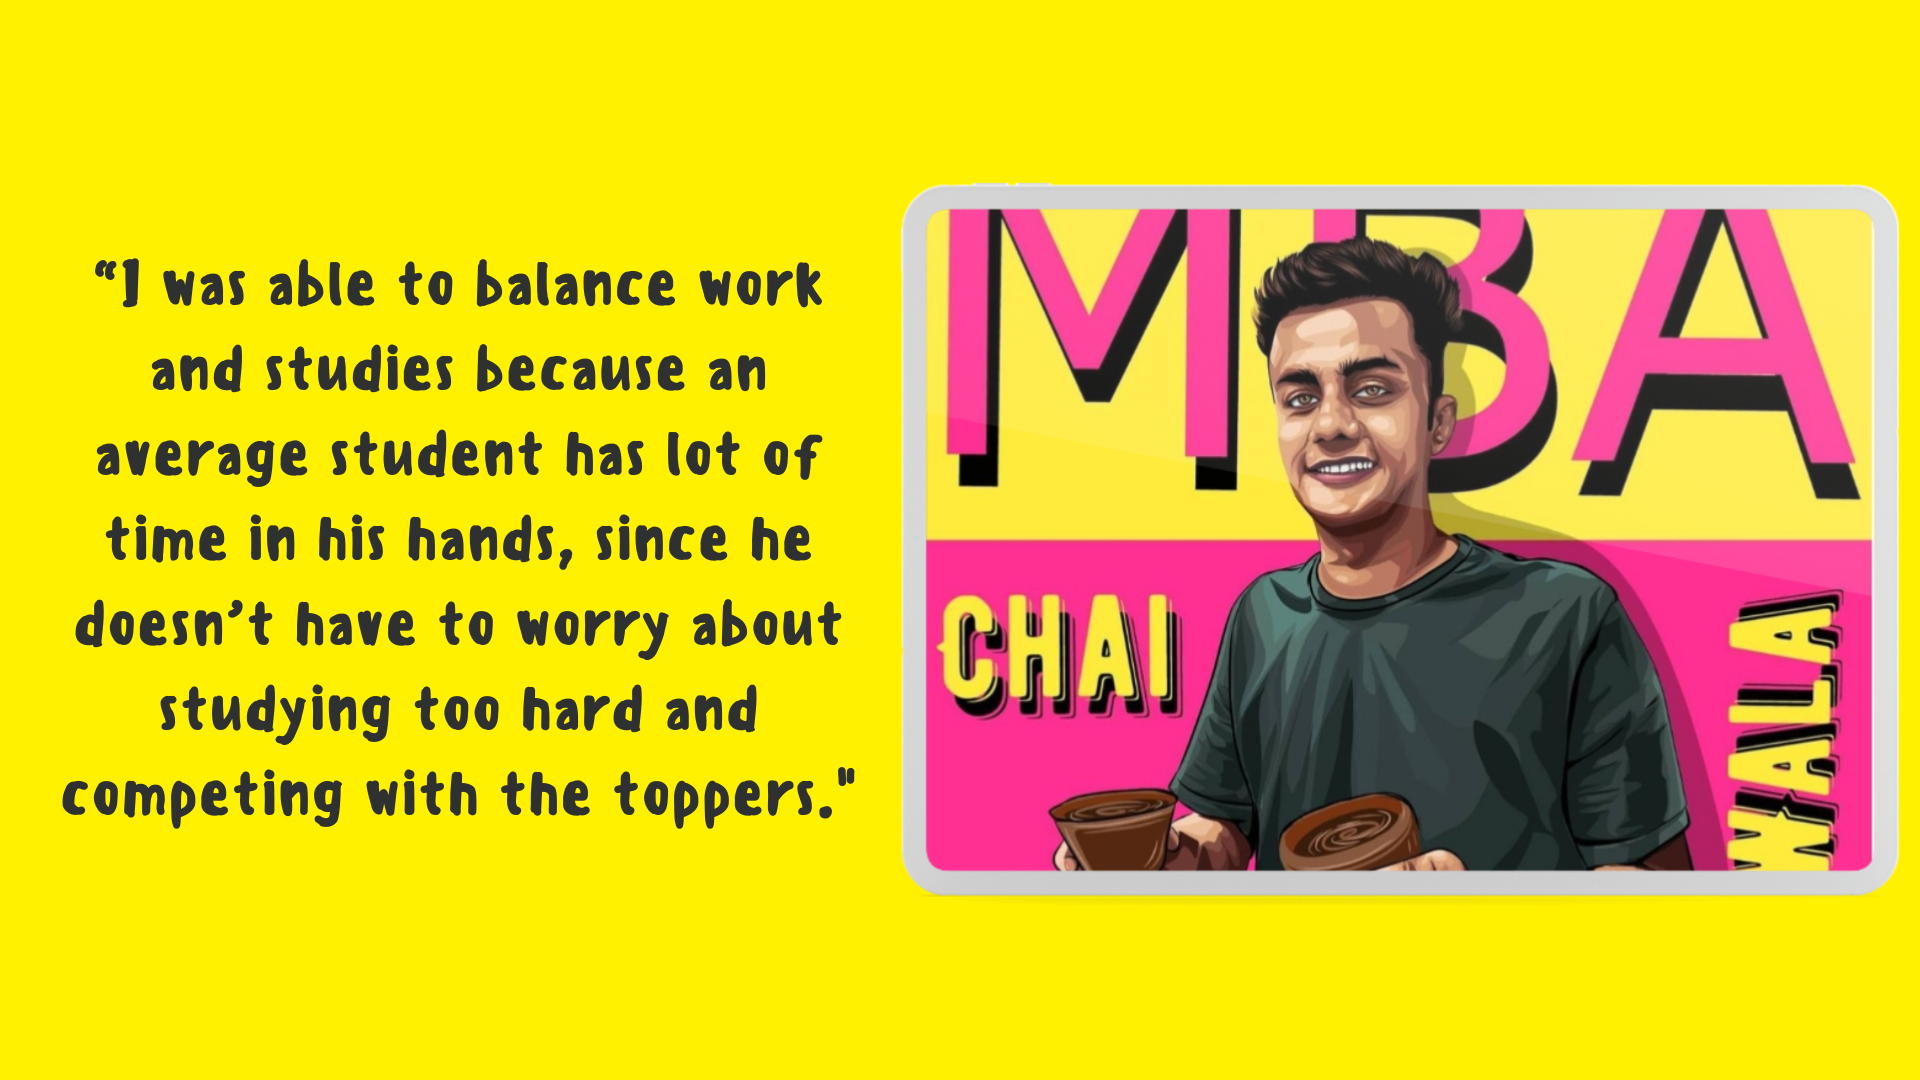 “I was able to balance work
and studies because an
average student has lot of
time in his hands, since he
doesn’t have to worry about
studying too hard and
competing with the toppers."
MBA
CHAI
WALA